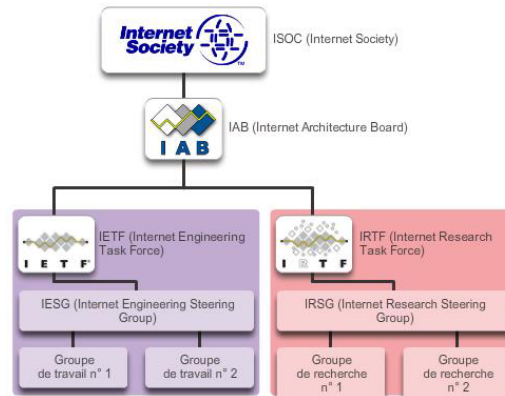 Internet
Society
TM
ISOC (Internet Society)
IAB
IAB (Internet Architecture Board)
IETF®
IETF (Internet Engineering
Task Force)
IRTF
IRTF (Internet Research
Task Force)
IESG (Internet Engineering Steering
Group)
IRSG (Internet Research Steering
Group)
Groupe
de travail n° 1
Groupe
de travail n° 2
Groupe
de recherche
n° 1
Groupe
de recherche
n° 2